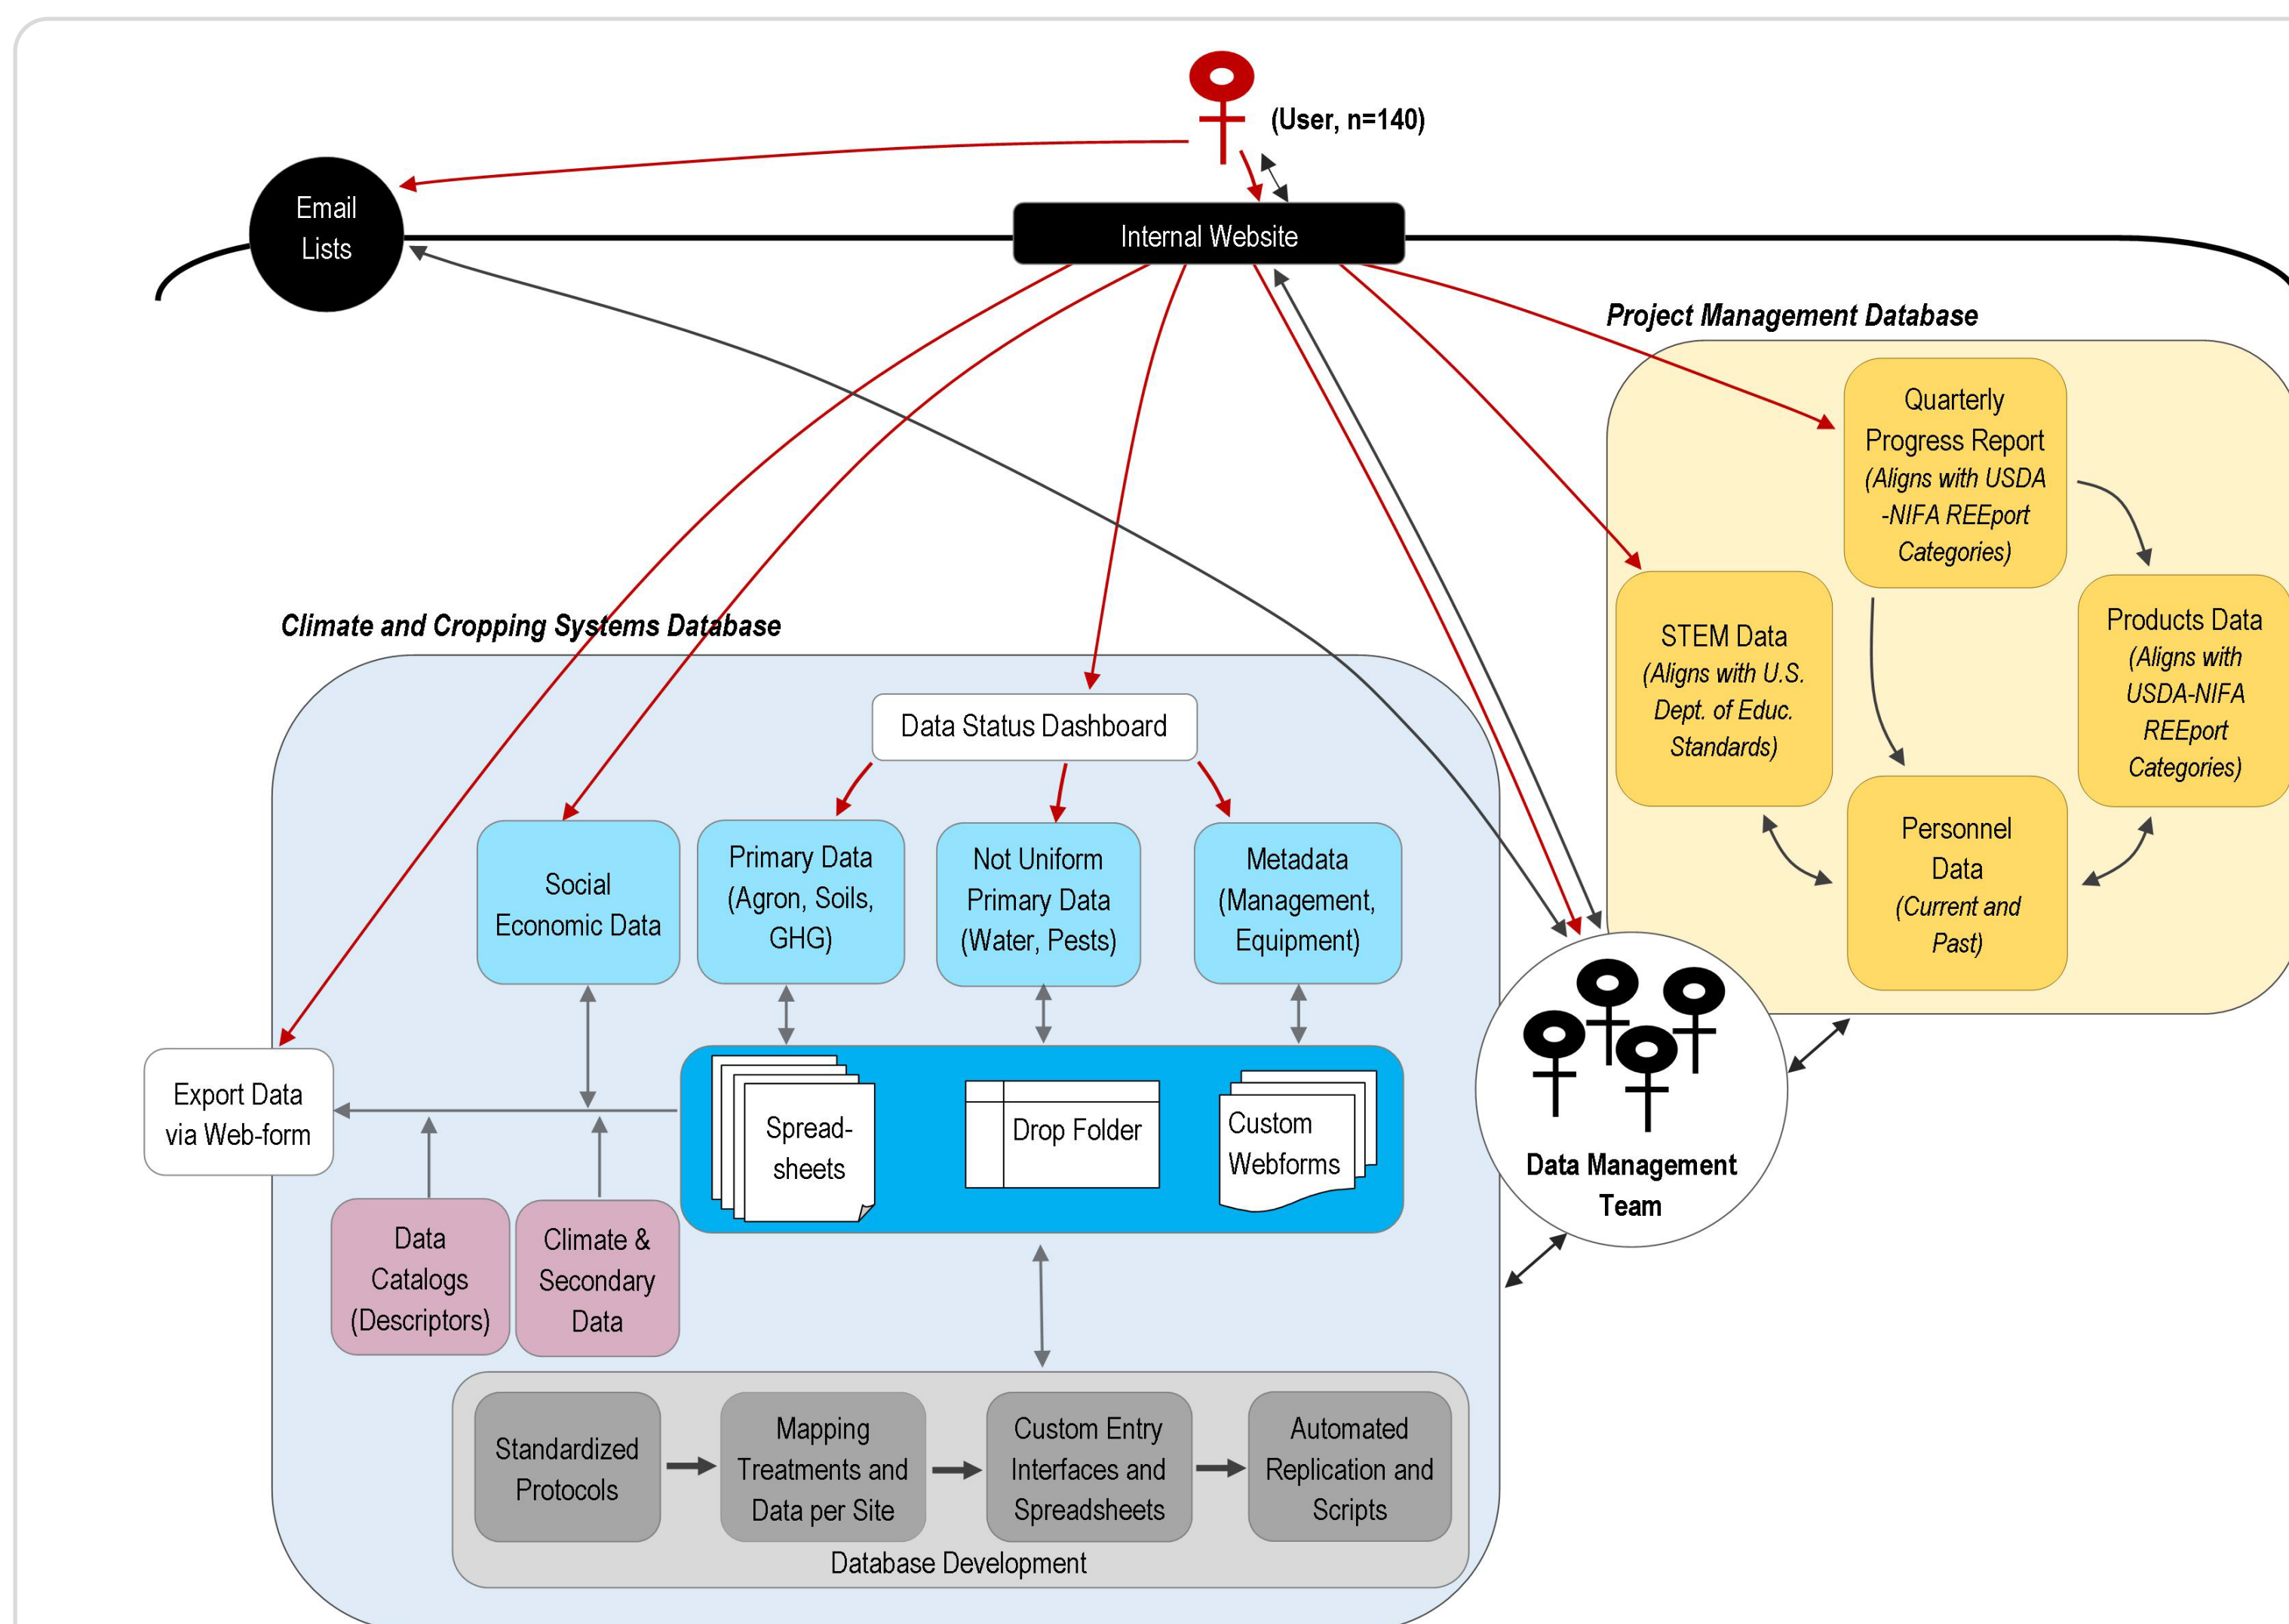 (User, n=140)
Email
Lists
Internal Website
Project Management Database
Quarterly
Progress Report
(Aligns with USDA
-NIFA REEport
Categories)
STEM Data
(Aligns with U.S.
Dept. of Educ.
Standards)
Products Data
(Aligns with
USDA-NIFA
REEport
Categories)
Personnel
Data
(Current and
Past)
Climate and Cropping Systems Database
Data Status Dashboard
Social
Economic Data
Primary Data
(Agron, Soils,
GHG)
Not Uniform
Primary Data
(Water, Pests)
Metadata
(Management,
Equipment)
Export Data
via Web-form
Spread-
sheets
Drop Folder
Custom
Webforms
Data Management
Team
Data
Catalogs
(Descriptors)
Climate &
Secondary
Data
Standardized
Protocols
Mapping
Treatments and
Data per Site
Custom Entry
Interfaces and
Spreadsheets
Automated
Replication and
Scripts
Database Development